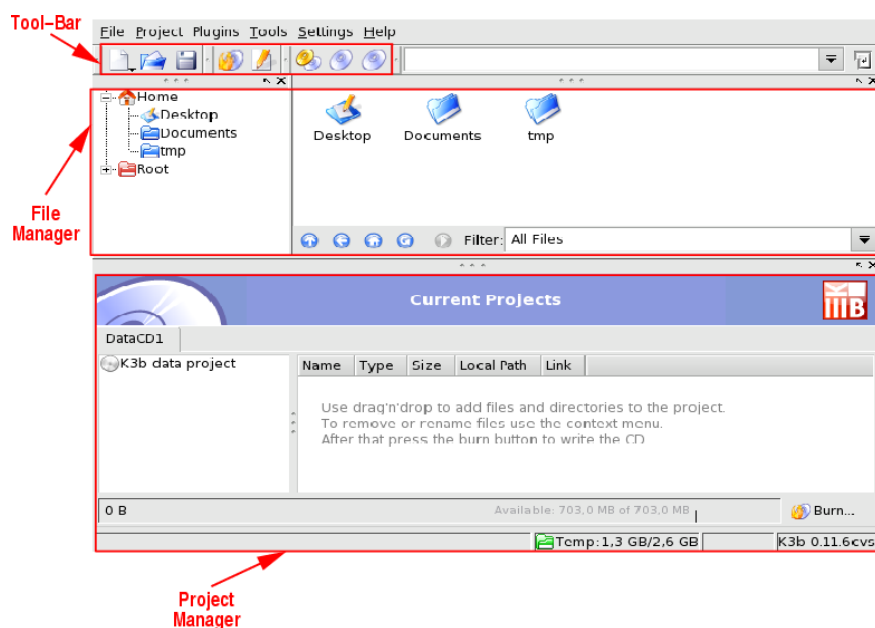 Tool-Bar
File Project Plugins Tools Settings Help
Home
Desktop
Documents
tmp
Root
Desktop Documents tmp
File
Manager
Filter: All Files
Current Projects
K3B
DataCD1
K3b data project
Name Type Size Local Path Link
Use drag'n'drop to add files and directories to the project.
To remove or rename files use the context menu.
After that press the burn button to write the CD
0 B
Available: 703,0 MB of 703,0 MB
Burn...
Temp: 1,3 GB/2,6 GB
K3b 0.11.6cvs
Project
Manager